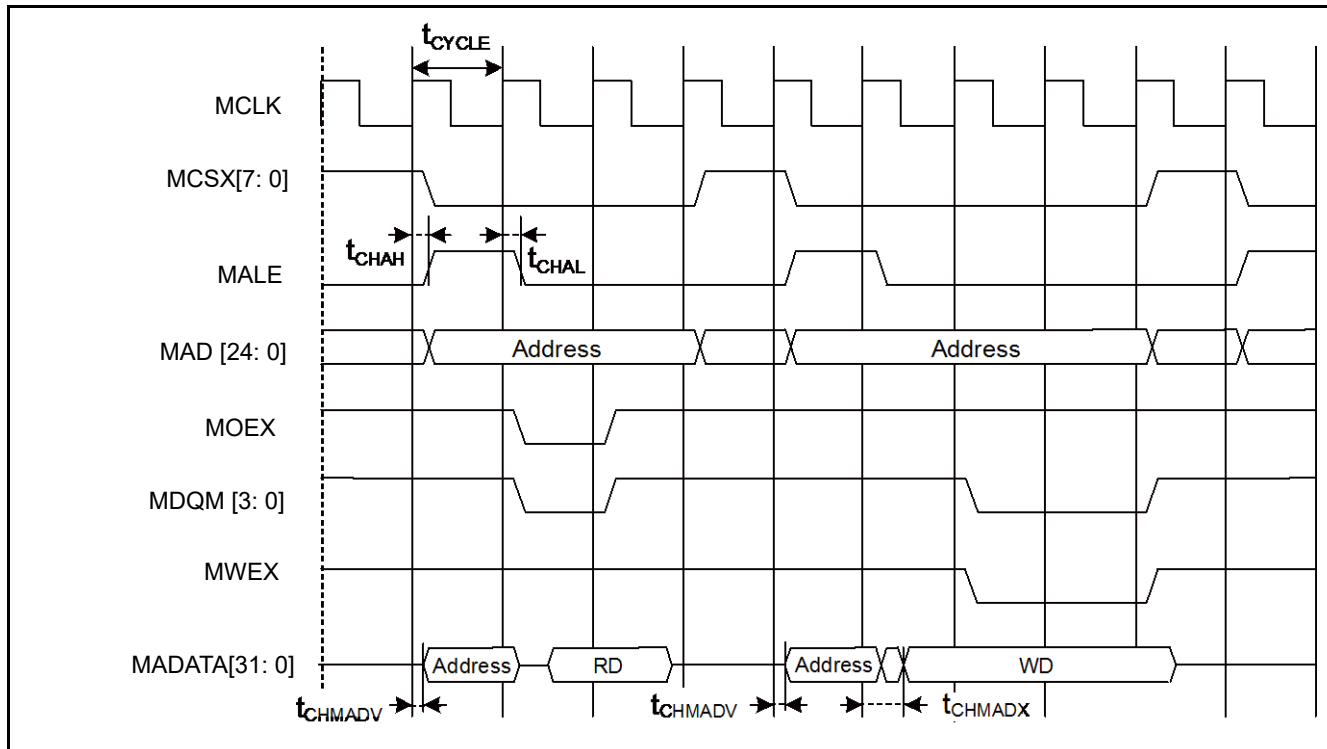 tCYCLE
MCLK
MCSX[7: 0]
tCHAH
tCHAL
MALE
MAD [24: 0]
Address
Address
MOEX
MDQM [3: 0]
MWEX
MADATA[31: 0]
Address
RD
Address
WD
tCHMADV
tCHMADV
tCHMADX